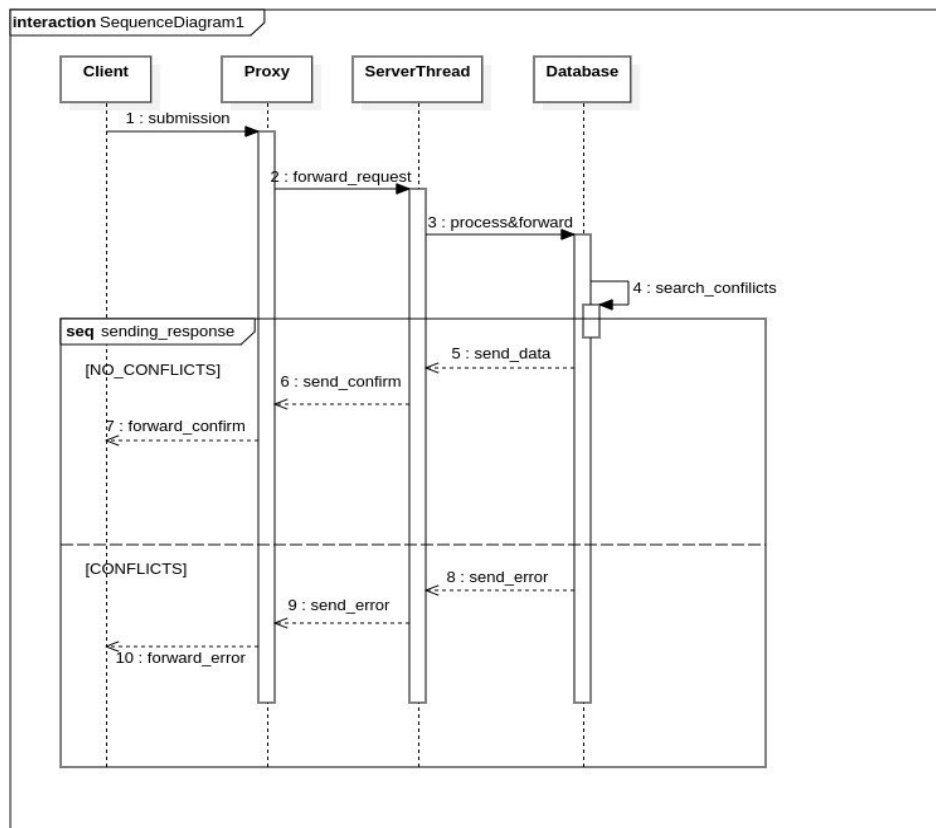 interaction SequenceDiagram1
Client
Proxy
ServerThread
Database
1 : submission
2 : forward_request
3 : process&forward
4 : search_confilicts
seq sending_response
[NO_CONFLICTS]
5 : send_data
6 : send_confirm
7 : forward_confirm
[CONFLICTS]
8 : send_error
9 : send_error
10 : forward_error